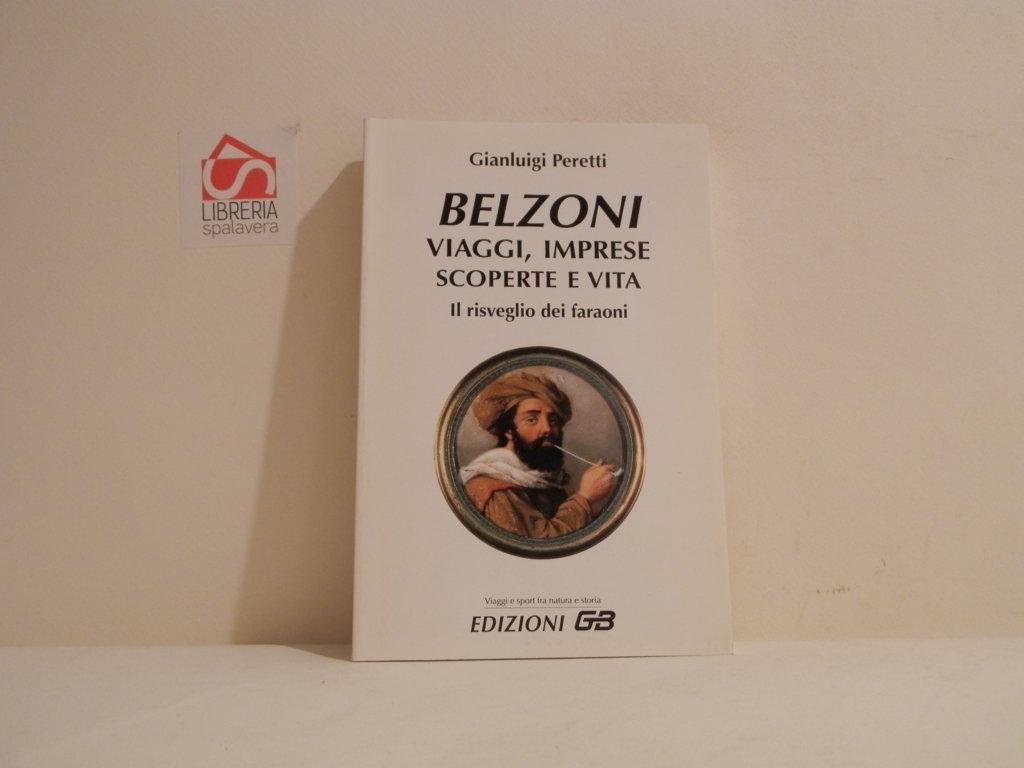 LIBRERIA
spalavera
Gianluigi Peretti
BELZONI
VIAGGI, IMPRESE
SCOPERTE E VITA
Il risveglio dei faraoni
Viaggi e sport fra natura e storia
EDIZIONI GB